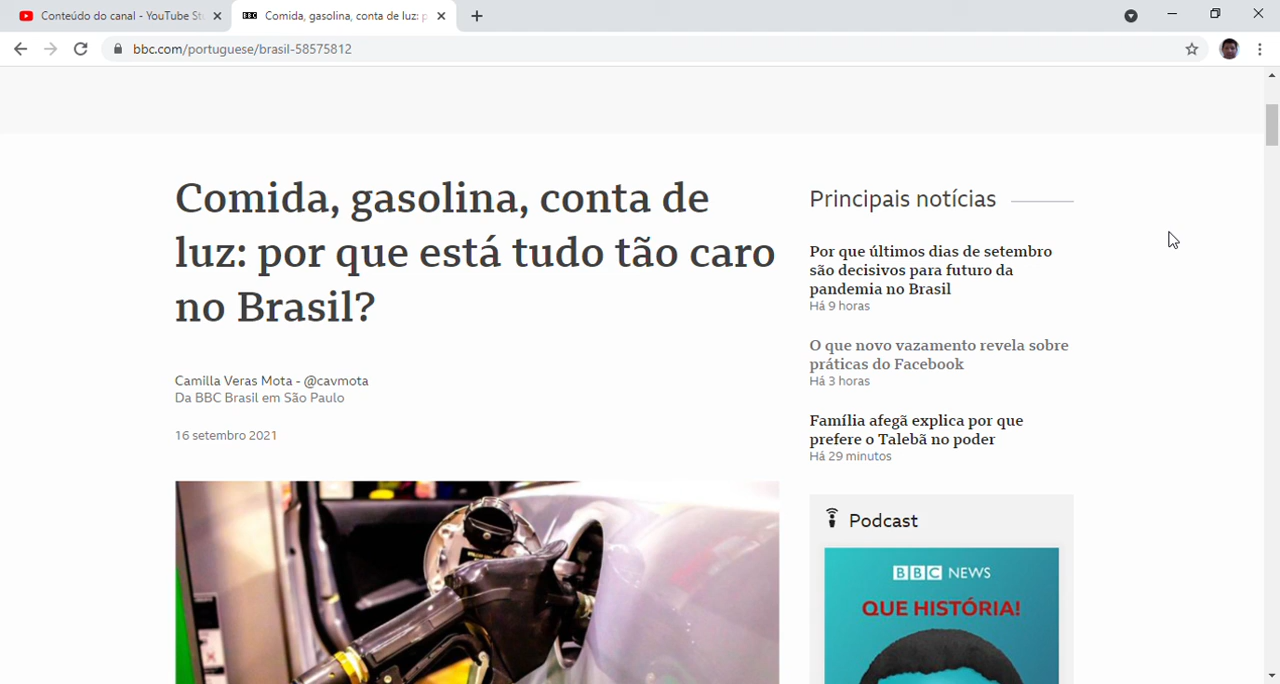 Conteúdo do canal - YouTube St
Comida, gasolina, conta de luz: p
bbc.com/portuguese/brasil-58575812
Comida, gasolina, conta de
luz: por que está tudo tão caro
no Brasil?
Camilla Veras Mota - @cavmota
Da BBC Brasil em São Paulo
16 setembro 2021
Principais notícias
Por que últimos dias de setembro
são decisivos para futuro da
pandemia no Brasil
Há 9 horas
O que novo vazamento revela sobre
práticas do Facebook
Há 3 horas
Família afegã explica por que
prefere o Talebã no poder
Há 29 minutos
Podcast
BBC NEWS
QUE HISTÓRIA!